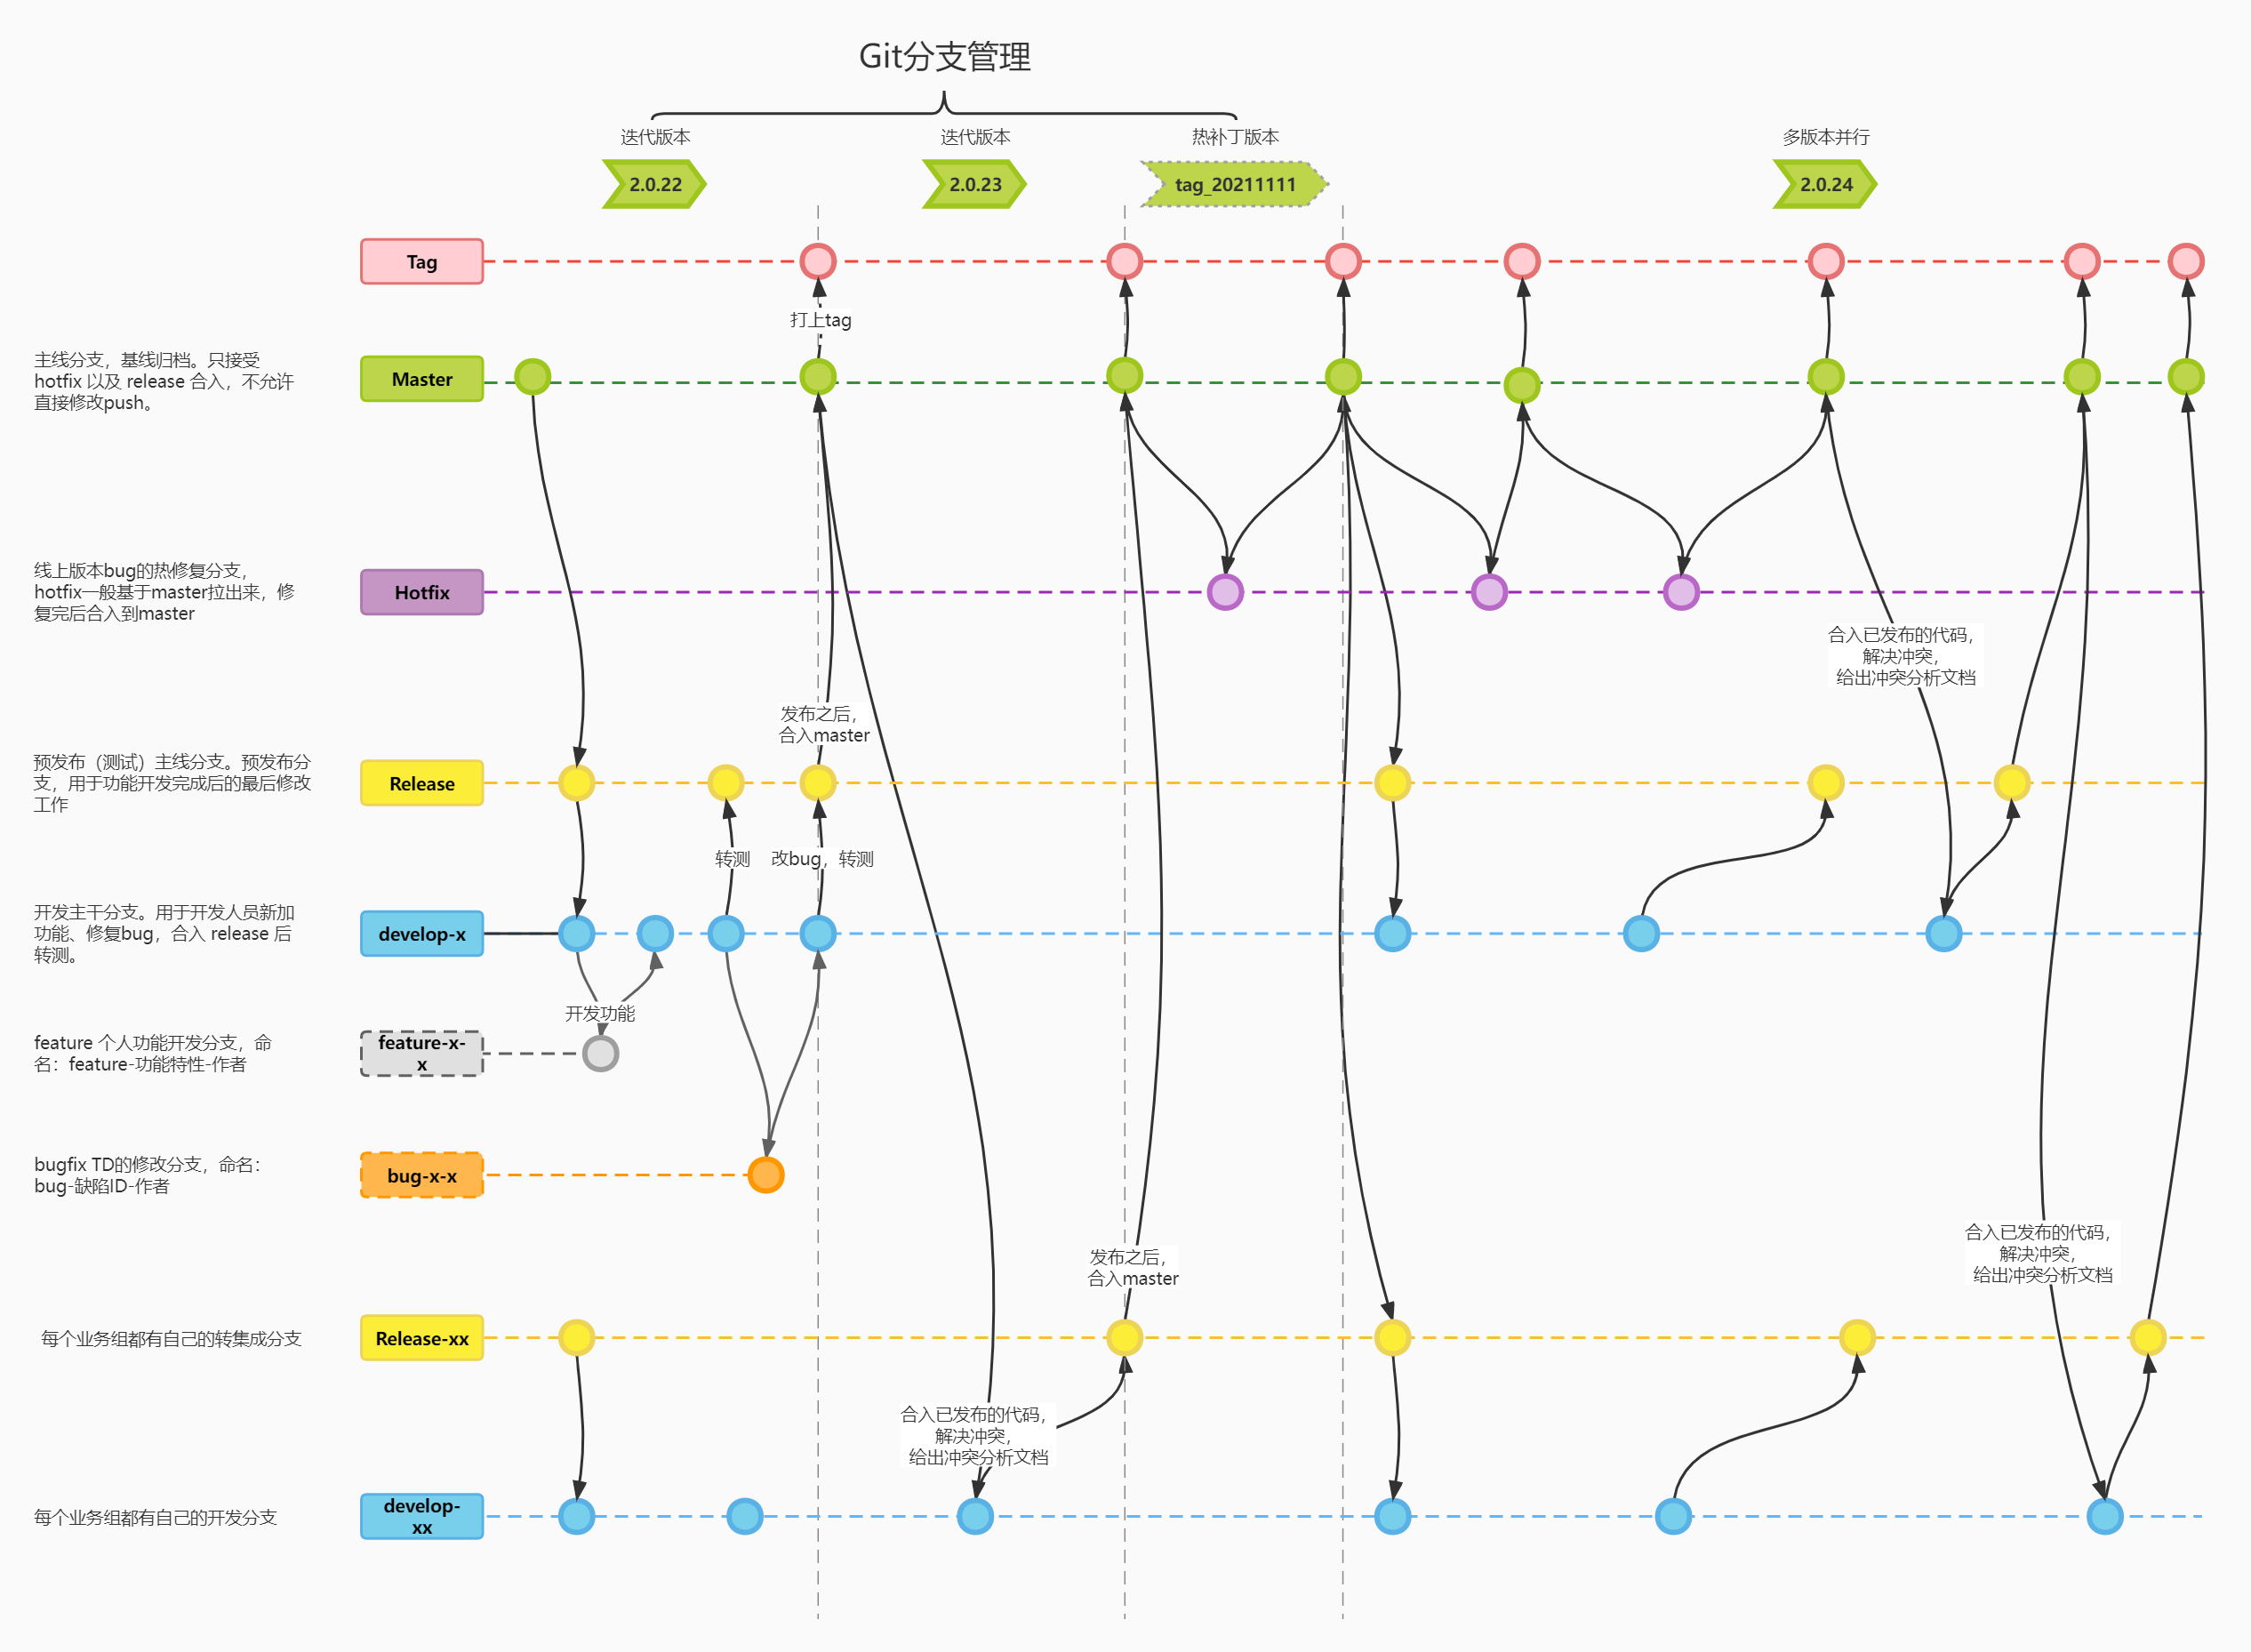 Git分支管理
迭代版本
迭代版本
热补丁版本
多版本并行
2.0.22
2.0.23
tag_20211111
2.0.24
Tag
打上tag
主线分支，基线归档。只接受
hotfix 以及 release 合入，不允许
直接修改push。
Master
线上版本bug的热修复分支，
hotfix一般基于master拉出来，修
复完后合入到master
Hotfix
合入已发布的代码，
解决冲突，
给出冲突分析文档
发布之后，
合入master
预发布（测试）主线分支。预发布分
支，用于功能开发完成后的最后修改
工作
Release
转测
改bug，转测
开发主干分支。用于开发人员新加
功能、修复bug，合入 release 后
转测。
develop-x
开发功能
feature 个人功能开发分支，命
名：feature-功能特性-作者
feature-x-
x
bugfix TD的修改分支，命名：
bug-缺陷ID-作者
bug-x-x
合入已发布的代码，
解决冲突，
给出冲突分析文档
发布之后，
合入master
每个业务组都有自己的转集成分支
Release-xx
合入已发布的代码，
解决冲突，
给出冲突分析文档
每个业务组都有自己的开发分支
develop-
xx